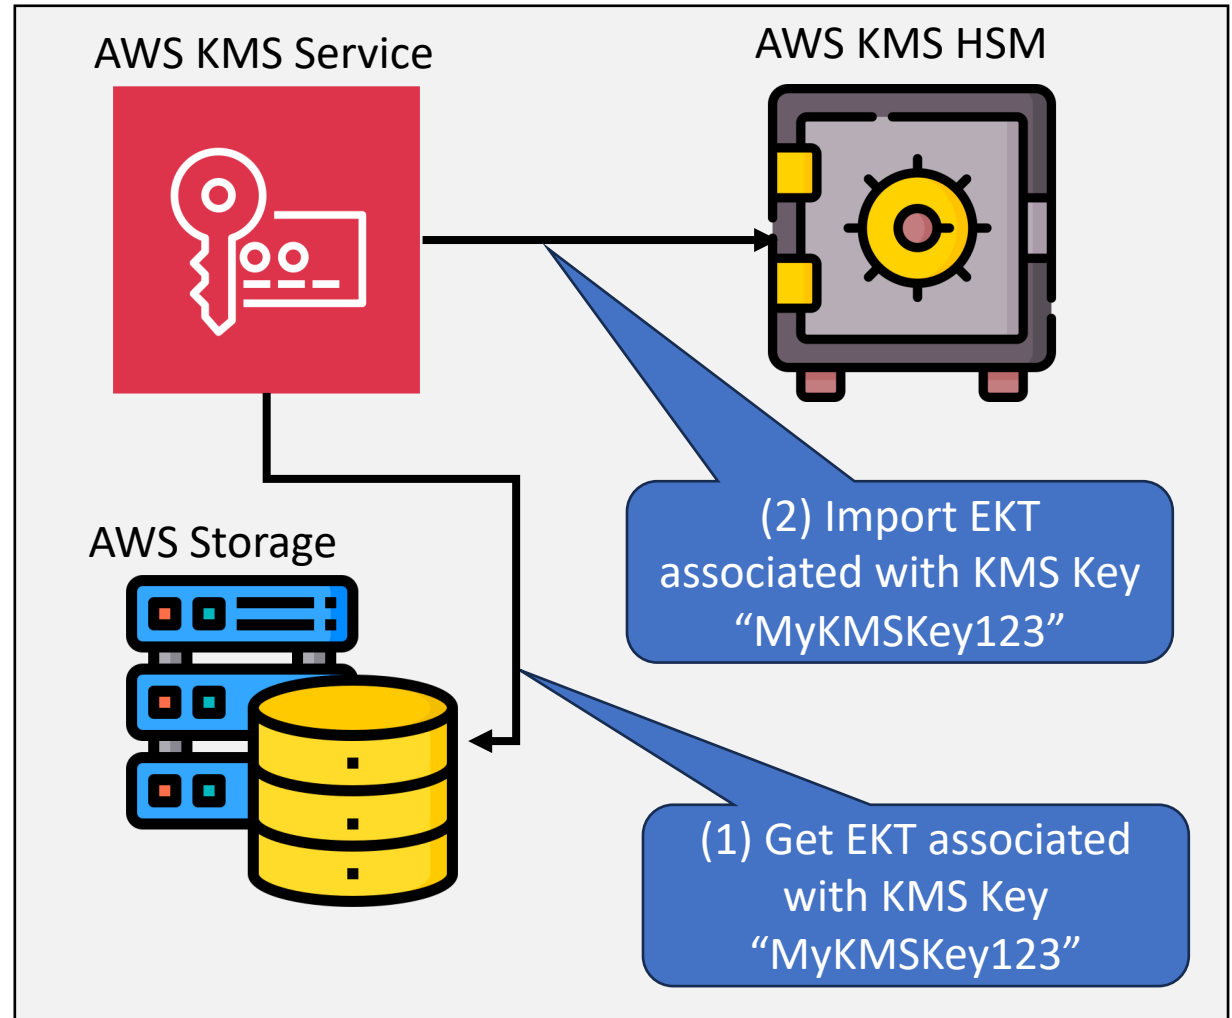 AWS KMS Service
AWS KMS HSM
(2) Import EKT
associated with KMS Key
“MyKMSKey123”
AWS Storage
(1) Get EKT associated
with KMS Key
“MyKMSKey123”